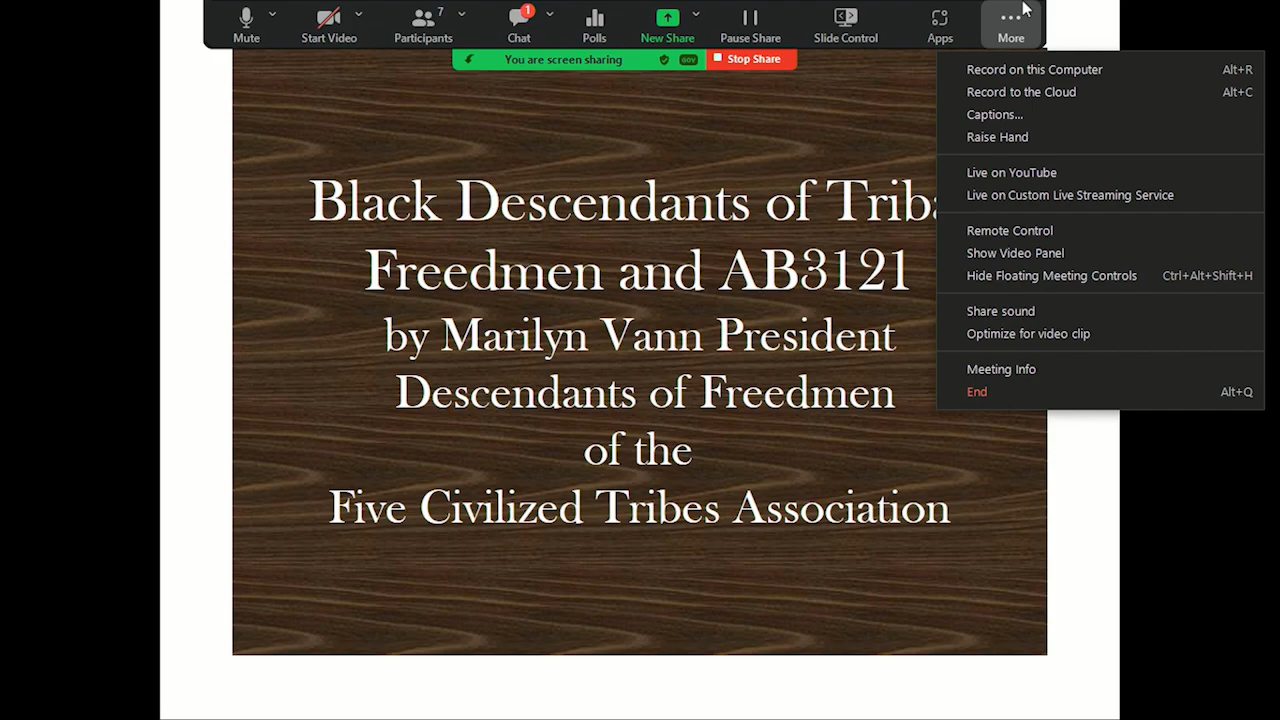 Mute
Start Video
7
Participants
1
Chat
Polls
New Share
Pause Share
Slide Control
Apps
More
You are screen sharing
GOV
Stop Share
Record on this Computer Alt+R
Record to the Cloud Alt+C
Captions...
Raise Hand
Live on YouTube
Live on Custom Live Streaming Service
Remote Control
Show Video Panel
Hide Floating Meeting Controls Ctrl+Alt+Shift+H
Share sound
Optimize for video clip
Meeting Info
End Alt+Q
Black Descendants of Triba
Freedmen and AB3121
by Marilyn Vann President
Descendants of Freedmen
of the
Five Civilized Tribes Association